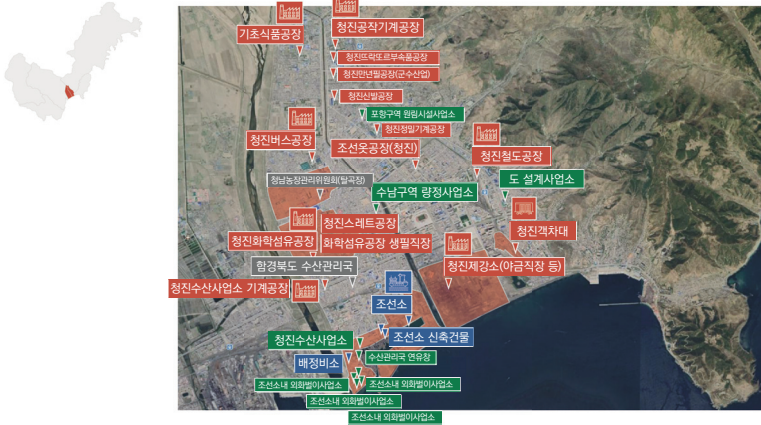 기초식품공장
청진공작기계공장
청진뜨락또르부속품공장
청진만년필공장(군수산업)
청진신발공장
포항구역 원림시설사업소
청진정밀기계공장
청진버스공장
조선옷공장(청진)
청진철도공장
청남농장관리위원회(탈곡장)
도 설계사업소
수남구역 량정사업소
청진스레트공장
청진객차대
청진화학섬유공장
화학섬유공장 생필직장
함경북도 수산관리국
청진제강소(야금직장 등)
청진수산사업소 기계공장
조선소
청진수산사업소
조선소 신축건물
배정비소
수산관리국 연유창
조선소내 외화벌이사업소
조선소내 외화벌이사업소
조선소내 외화벌이사업소
조선소내 외화벌이사업소